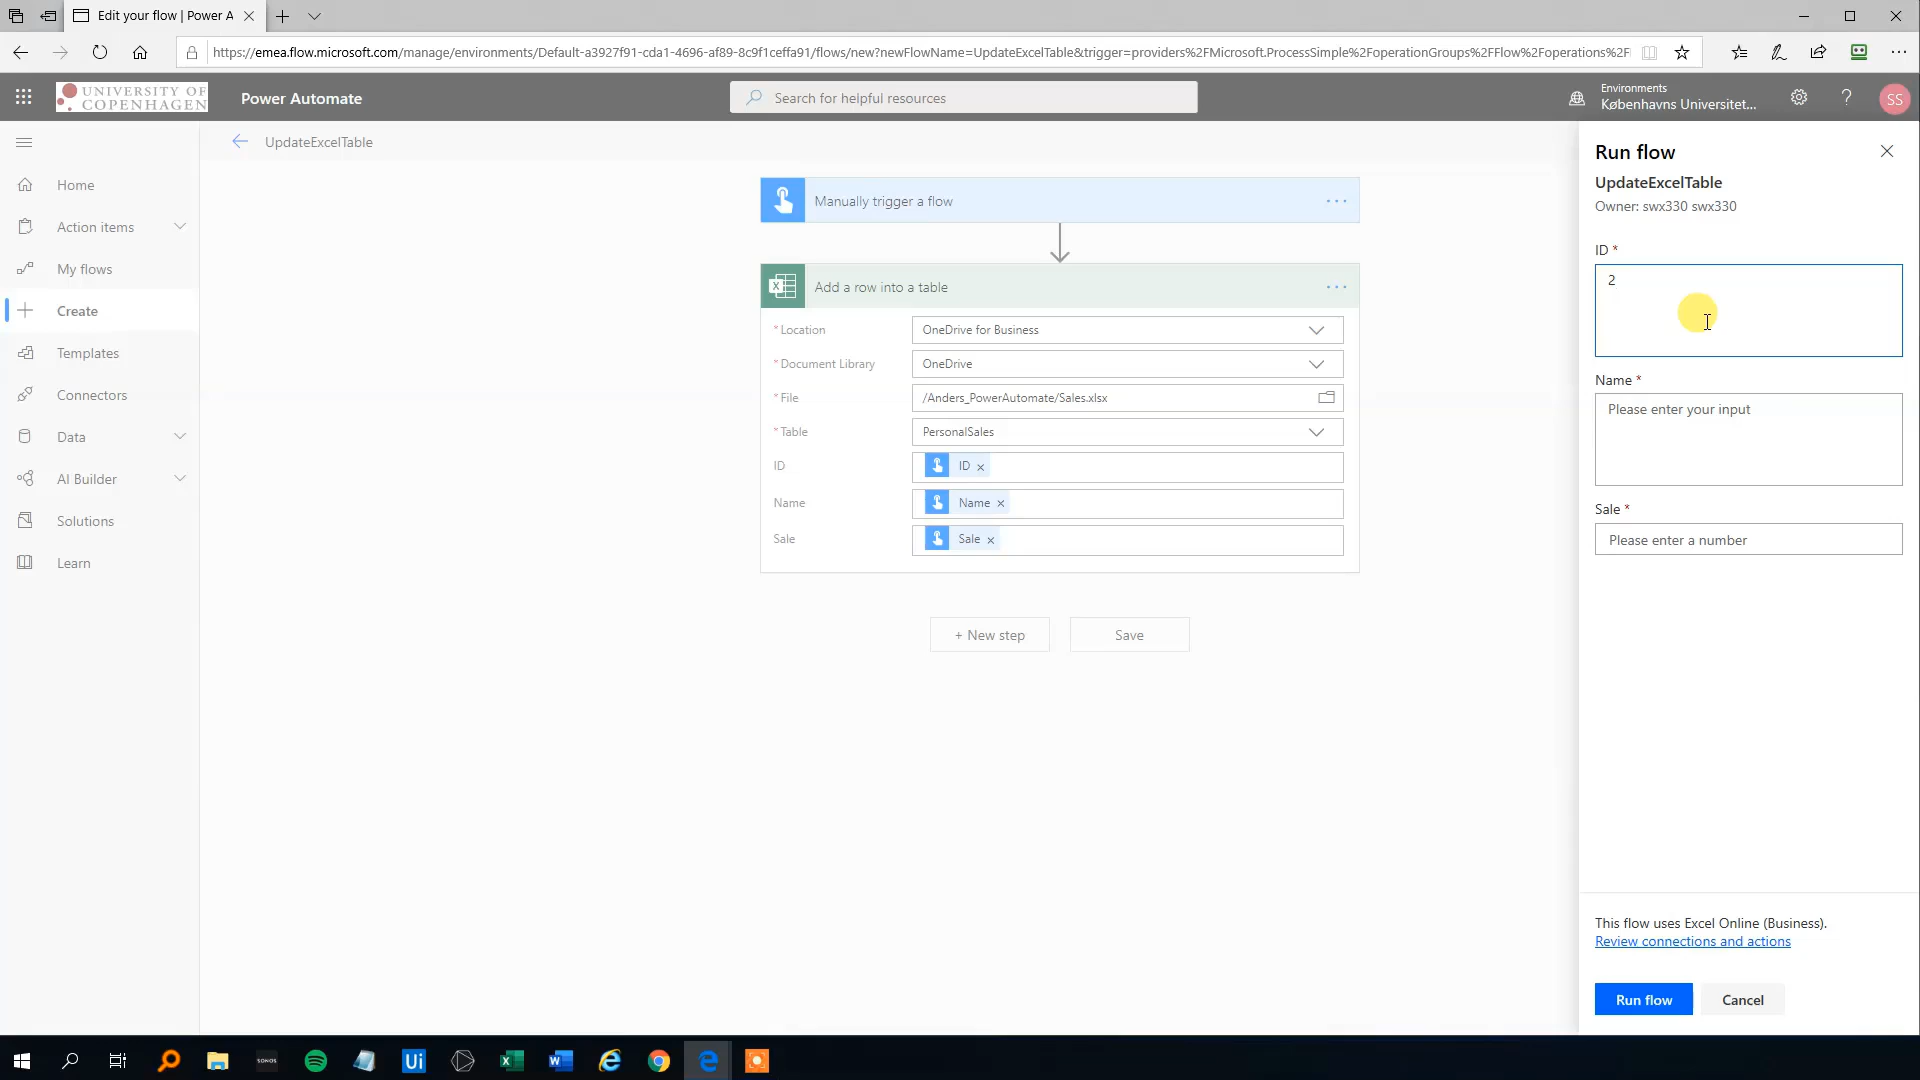 Edit your flow | Power A
https://emea.flow.microsoft.com/manage/environments/Default-a3927f91-cda1-4696-af89-8c9f1ceffa91/flows/new?newFlowName=UpdateExcelTable&trigger=providers%2FMicrosoft.ProcessSimple%2FoperationGroups%2FFlow%2Foperations%2F
UNIVERSITY OF
COPENHAGEN
Power Automate
Search for helpful resources
Environments
Københavns Universitet...
?
SS
UpdateExcelTable
Home
Action items
My flows
Create
Templates
Connectors
Data
AI Builder
Solutions
Learn
Manually trigger a flow
Add a row into a table
* Location
OneDrive for Business
* Document Library
OneDrive
* File
/Anders_PowerAutomate/Sales.xlsx
* Table
PersonalSales
ID
ID ×
Name
Name ×
Sale
Sale ×
+ New step
Save
Run flow
UpdateExcelTable
Owner: swx330 swx330
ID *
2
Name *
Please enter your input
Sale *
Please enter a number
This flow uses Excel Online (Business).
Review connections and actions
Run flow
Cancel
SONOS
Ui